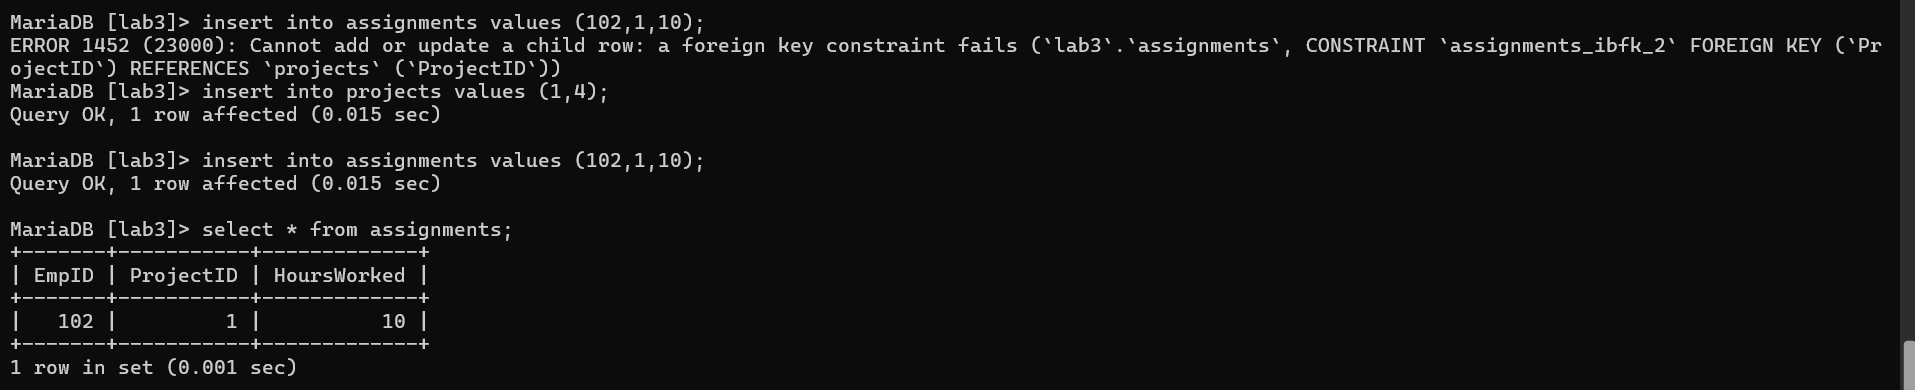 MariaDB [lab3]> insert into assignments values (102,1,10);
ERROR 1452 (23000): Cannot add or update a child row: a foreign key constraint fails (`lab3`.`assignments`, CONSTRAINT `assignments_ibfk_2` FOREIGN KEY (`Pr
ojectID`) REFERENCES `projects` (`ProjectID`))
MariaDB [lab3]> insert into projects values (1,4);
Query OK, 1 row affected (0.015 sec)

MariaDB [lab3]> insert into assignments values (102,1,10);
Query OK, 1 row affected (0.015 sec)

MariaDB [lab3]> select * from assignments;
+-------+-----------+-------------+
| EmpID | ProjectID | HoursWorked |
+-------+-----------+-------------+
|   102 |         1 |          10 |
+-------+-----------+-------------+
1 row in set (0.001 sec)